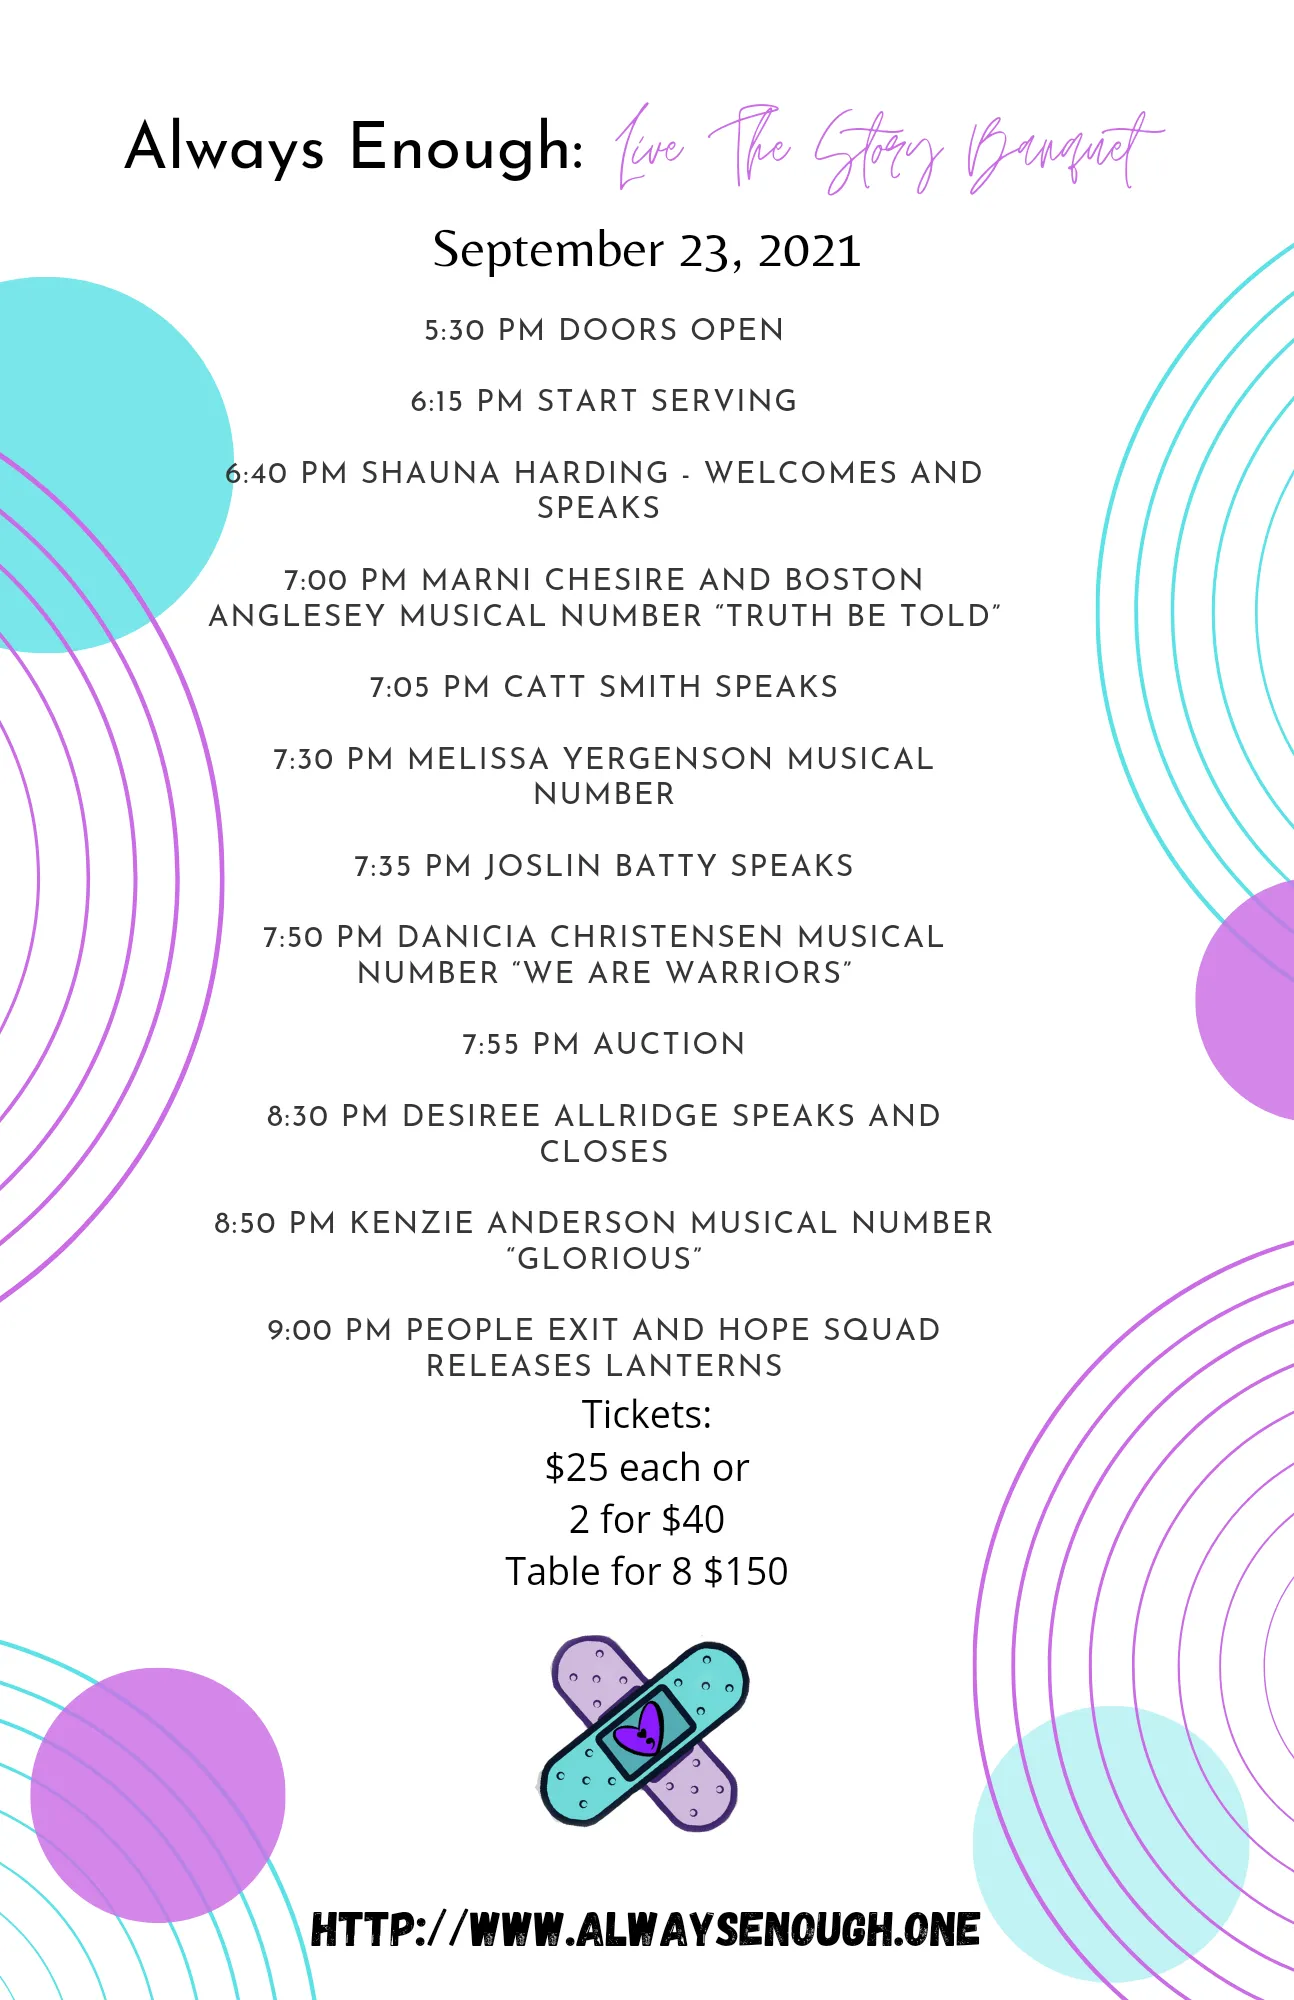 Always Enough: Live The Story Banquet
September 23, 2021
5:30 PM DOORS OPEN
6:15 PM START SERVING
6:40 PM SHAUNA HARDING - WELCOMES AND
SPEAKS
7:00 PM MARNI CHESIRE AND BOSTON
ANGLESEY MUSICAL NUMBER “TRUTH BE TOLD”
7:05 PM CATT SMITH SPEAKS
7:30 PM MELISSA YERGENSON MUSICAL
NUMBER
7:35 PM JOSLIN BATTY SPEAKS
7:50 PM DANICIA CHRISTENSEN MUSICAL
NUMBER “WE ARE WARRIORS”
7:55 PM AUCTION
8:30 PM DESIREE ALLRIDGE SPEAKS AND
CLOSES
8:50 PM KENZIE ANDERSON MUSICAL NUMBER
“GLORIOUS”
9:00 PM PEOPLE EXIT AND HOPE SQUAD
RELEASES LANTERNS
Tickets:
$25 each or
2 for $40
Table for 8 $150
HTTP://WWW.ALWAYSENOUGH.ONE